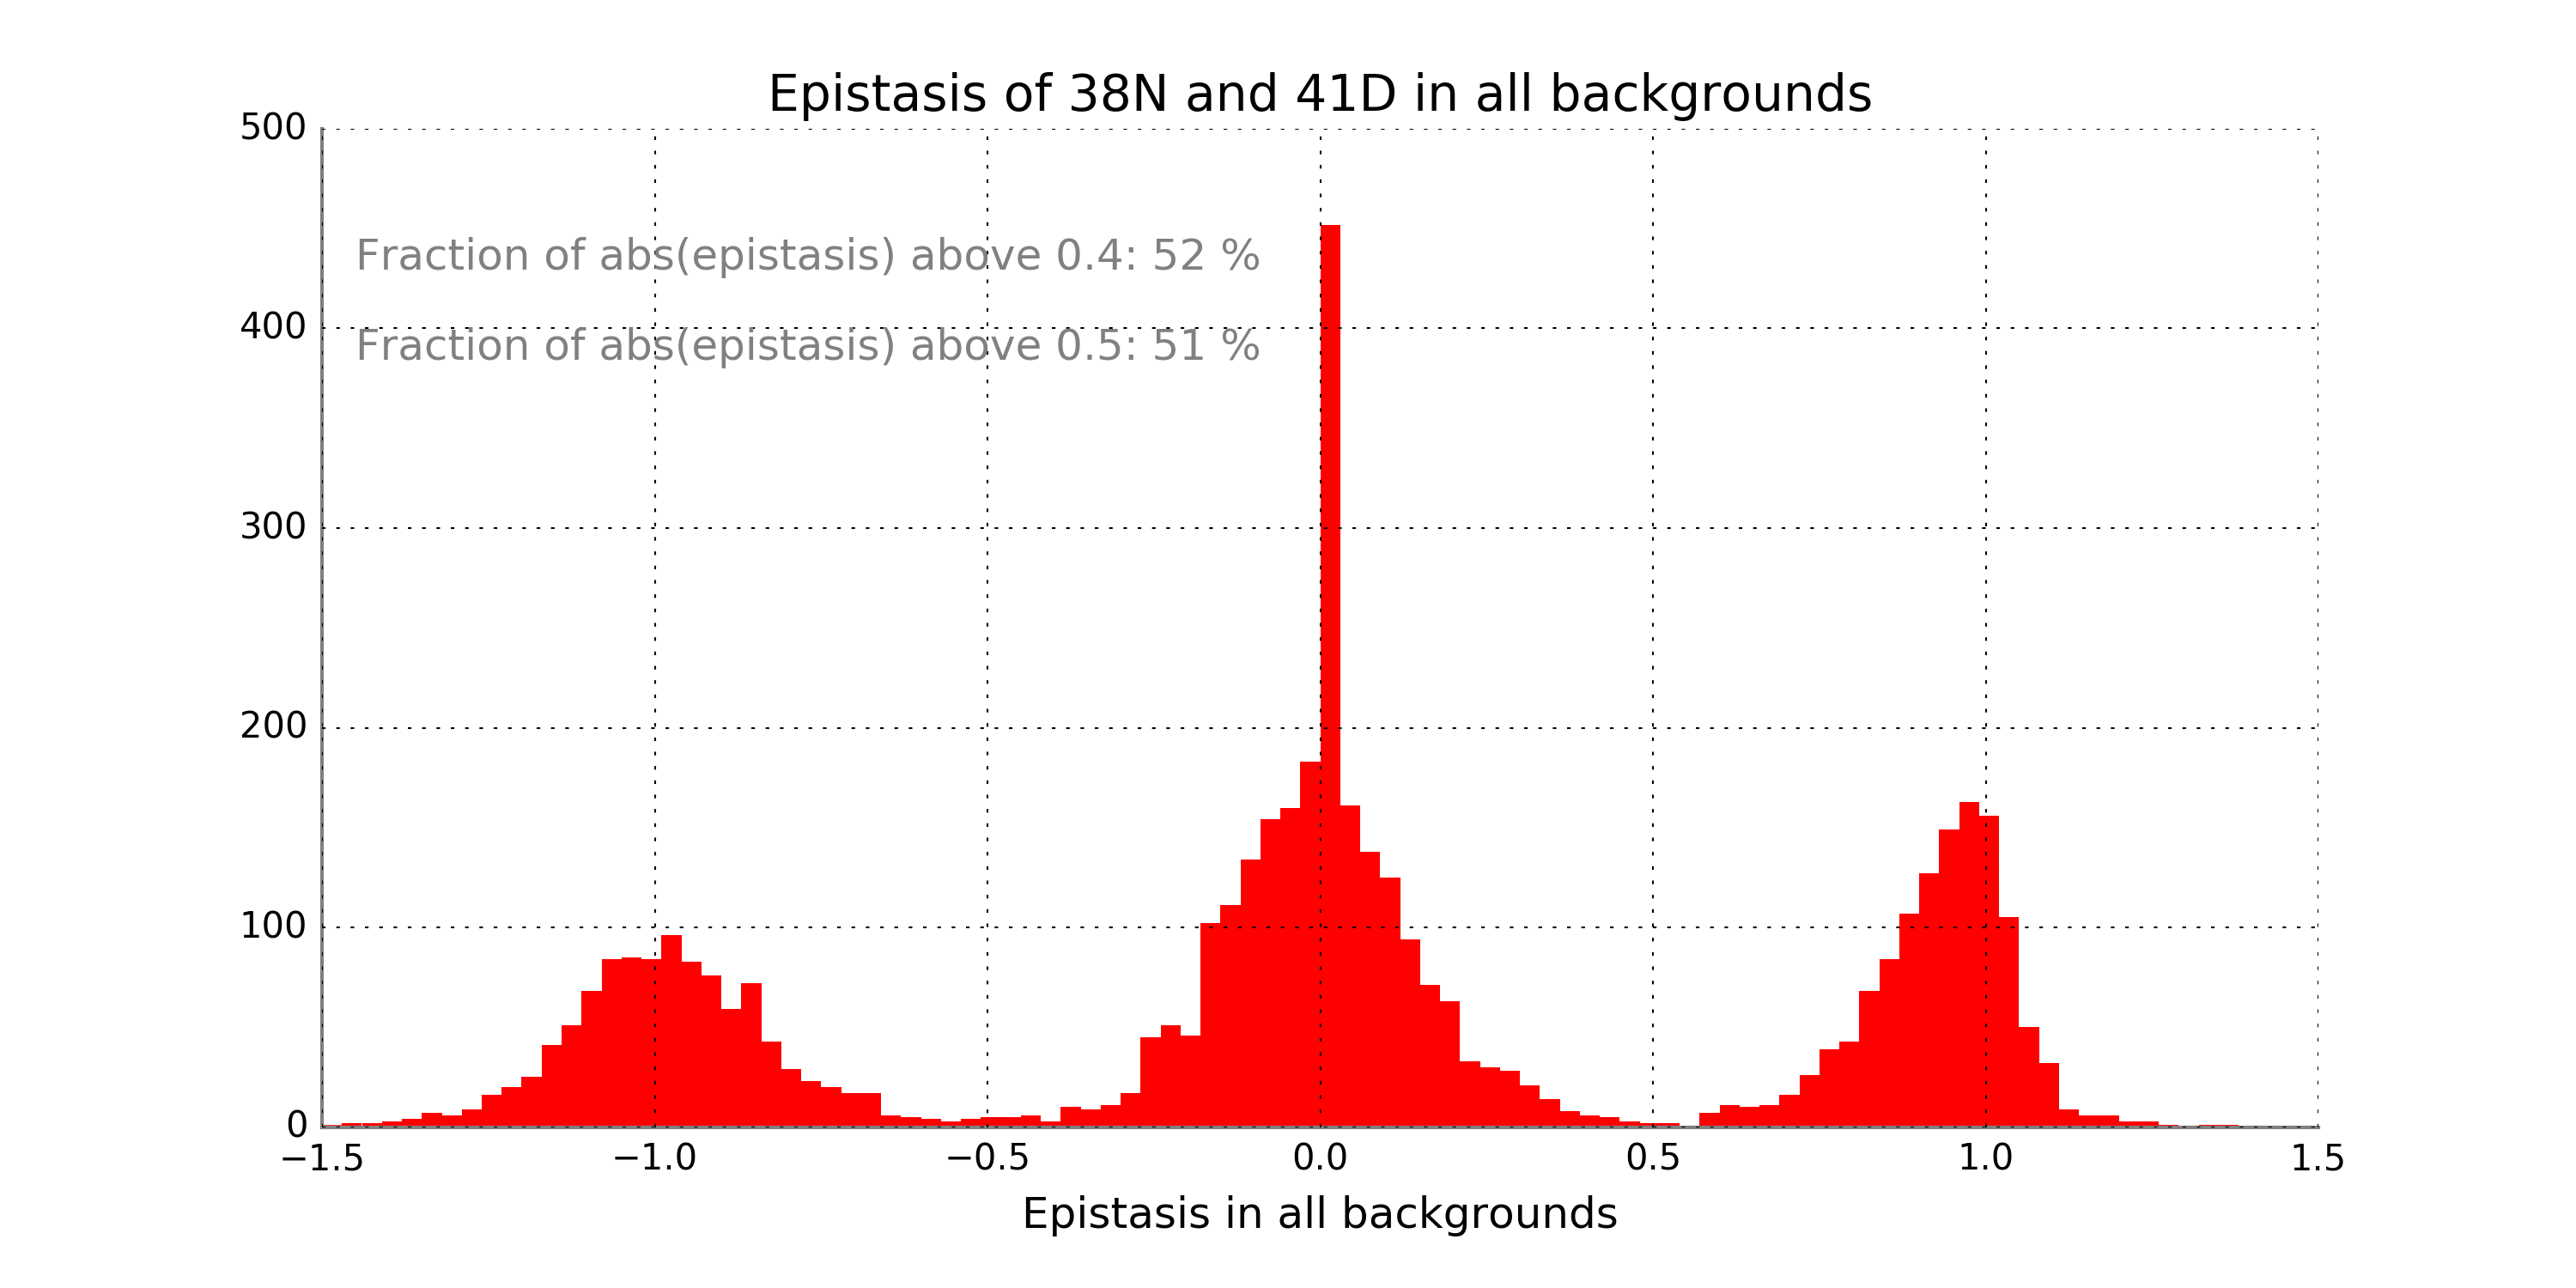 Epistasis of 38N and 41D in all backgrounds
500
Fraction of abs(epistasis) above 0.4: 52 %
400
Fraction of abs(epistasis) above 0.5: 51 %
300
200
100
0
−1.5 −1.0 −0.5 0.0 0.5 1.0 1.5
Epistasis in all backgrounds